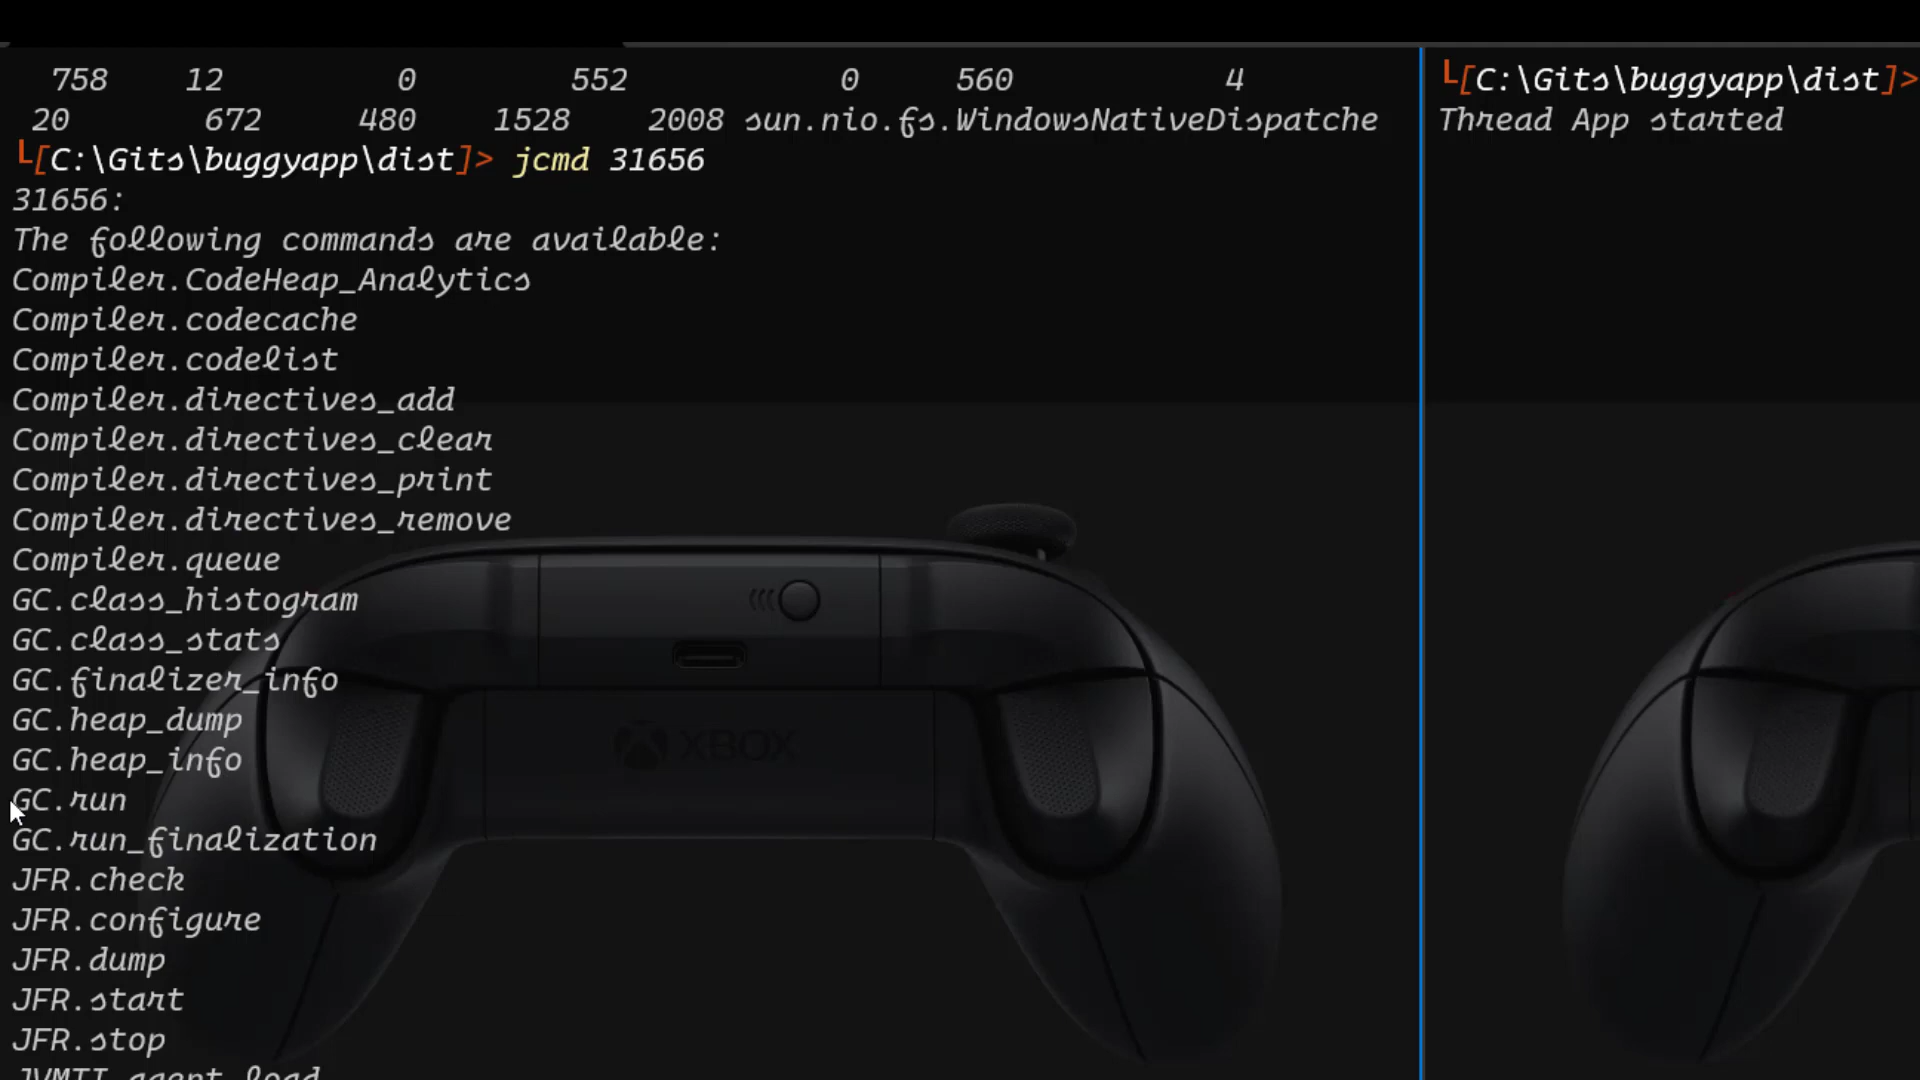 758 12 0 552 0 560 4
20 672 480 1528 2008 sun.nio.fs.WindowsNativeDispatche
└[C:\Gits\buggyapp\dist]> jcmd 31656
31656:
The following commands are available:
Compiler.CodeHeap_Analytics
Compiler.codecache
Compiler.codelist
Compiler.directives_add
Compiler.directives_clear
Compiler.directives_print
Compiler.directives_remove
Compiler.queue
GC.class_histogram
GC.class_stats
GC.finalizer_info
GC.heap_dump
GC.heap_info
GC.run
GC.run_finalization
JFR.check
JFR.configure
JFR.dump
JFR.start
JFR.stop
JVMTI.agent_load
XBOX
└[C:\Gits\buggyapp\dist]>
Thread App started